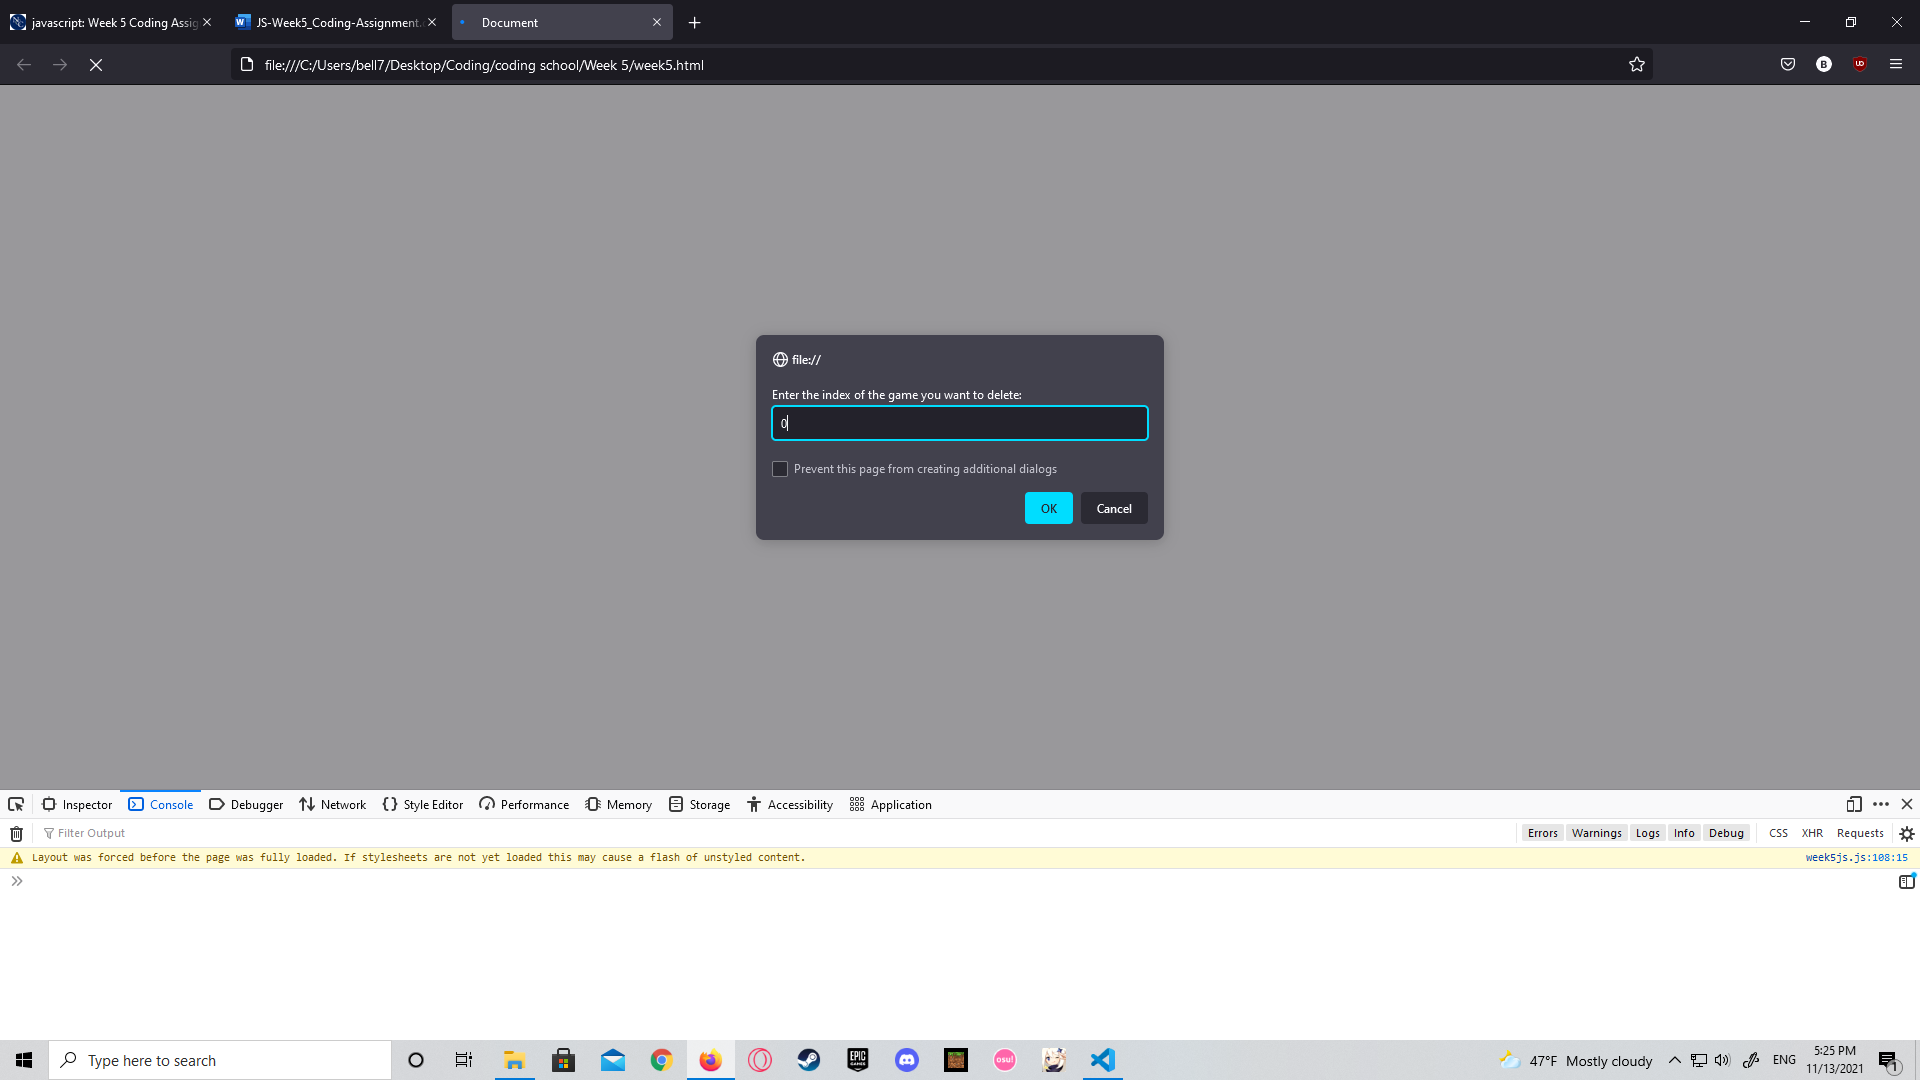 javascript: Week 5 Coding Assig
JS-Week5_Coding-Assignment.
Document
file:///C:/Users/bell7/Desktop/Coding/coding school/Week 5/week5.html
B
UD
file://
Enter the index of the game you want to delete:
0
Prevent this page from creating additional dialogs
OK
Cancel
Inspector
Console
Debugger
Network
Style Editor
Performance
Memory
Storage
Accessibility
Application
Filter Output
Errors
Warnings
Logs
Info
Debug
CSS
XHR
Requests
Layout was forced before the page was fully loaded. If stylesheets are not yet loaded this may cause a flash of unstyled content.
week5js.js:108:15
Type here to search
EPIC
GAMES
osu!
47°F Mostly cloudy
ENG
5:25 PM
11/13/2021
1